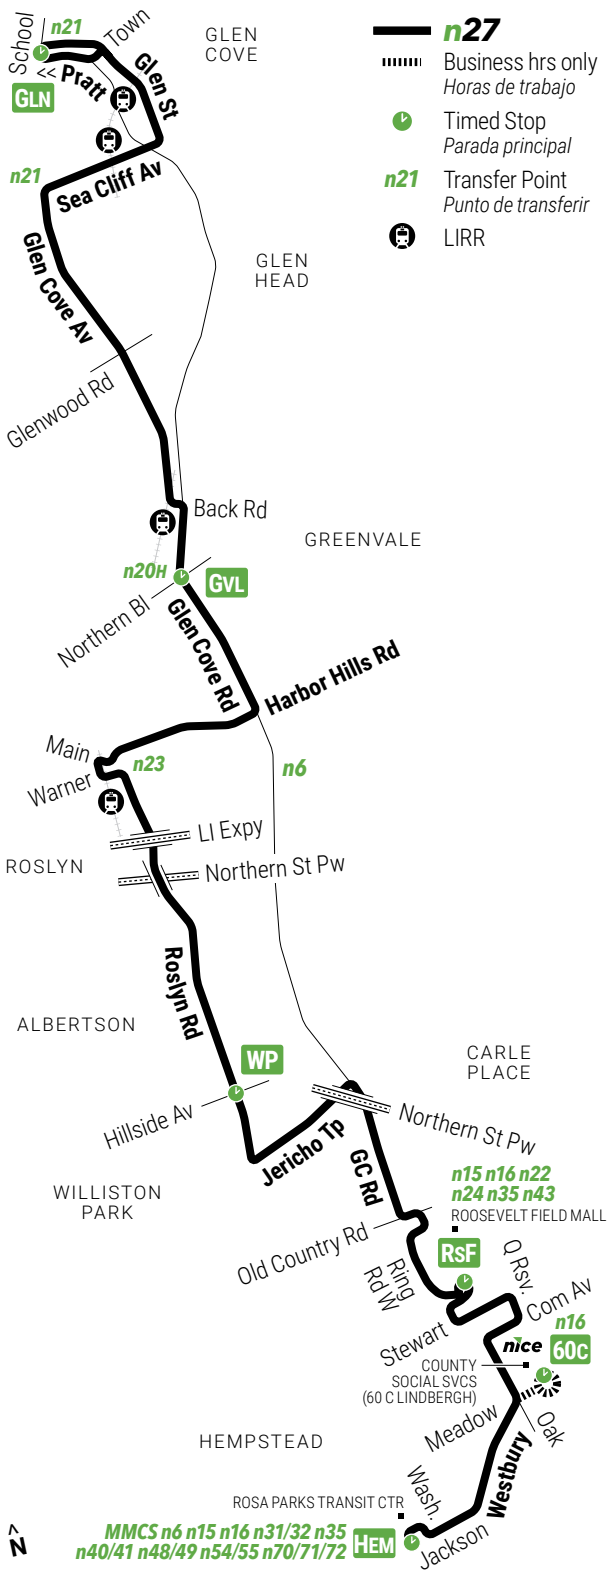 n27
Business hrs only
Horas de trabajo
Timed Stop
Parada principal
n21 Transfer Point
Punto de transferir
LIRR
School
n21
Town
GLEN
COVE
<< Pratt
Glen St
GLN
n21
Sea Cliff Av
Glen Cove Av
GLEN
HEAD
Glenwood Rd
Back Rd
GREENVALE
n20H
GVL
Northern Bl
Glen Cove Rd
Harbor Hills Rd
Main
n23
n6
Warner
LI Expy
ROSLYN
Northern St Pw
Roslyn Rd
ALBERTSON
WP
CARLE
PLACE
Hillside Av
Northern St Pw
Jericho Tp
GC Rd
WILLISTON
PARK
n15 n16 n22
n24 n35 n43
ROOSEVELT FIELD MALL
Old Country Rd
RSF
Ring
Rd W
Q Rsv.
Com Av
Stewart
n16
nice 60C
COUNTY
SOCIAL SVCS
(60 C LINDBERGH)
Meadow
Oak
HEMPSTEAD
Westbury
Wash.
ROSA PARKS TRANSIT CTR
MMCS n6 n15 n16 n31/32 n35
n40/41 n48/49 n54/55 n70/71/72
HEM
Jackson
N